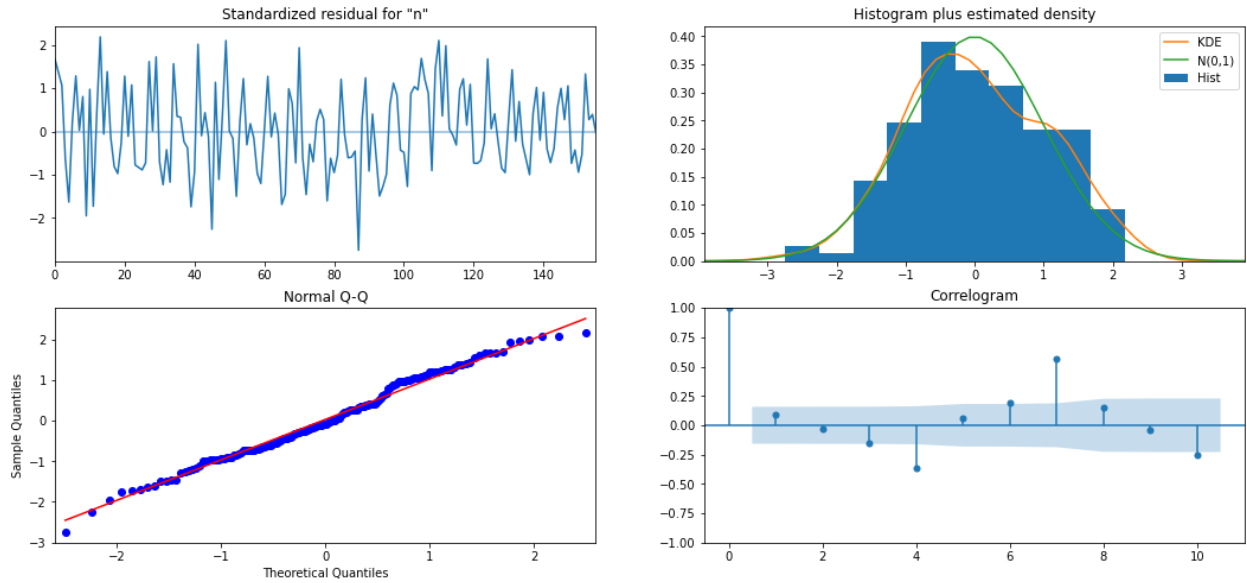 Standardized residual for "n"
2
1
0
−1
−2
0 20 40 60 80 100 120 140
Histogram plus estimated density
KDE
N(0,1)
Hist
0.40
0.35
0.30
0.25
0.20
0.15
0.10
0.05
0.00
−3 −2 −1 0 1 2 3
Normal Q-Q
Sample Quantiles
2
1
0
−1
−2
−3
−2 −1 0 1 2
Theoretical Quantiles
Correlogram
1.00
0.75
0.50
0.25
0.00
−0.25
−0.50
−0.75
−1.00
0 2 4 6 8 10